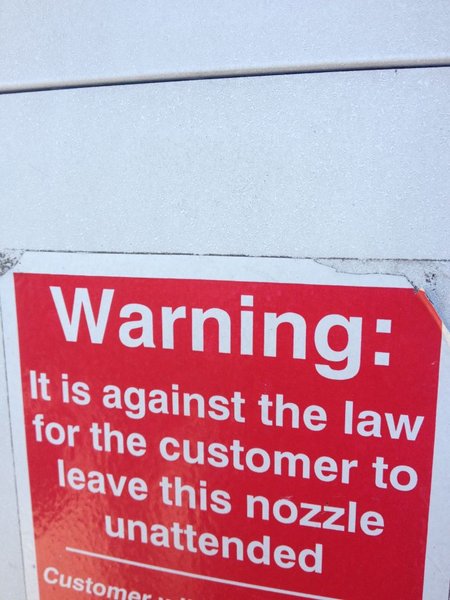 Warning:
It is against the law
for the customer to
leave this nozzle
unattended
Customer